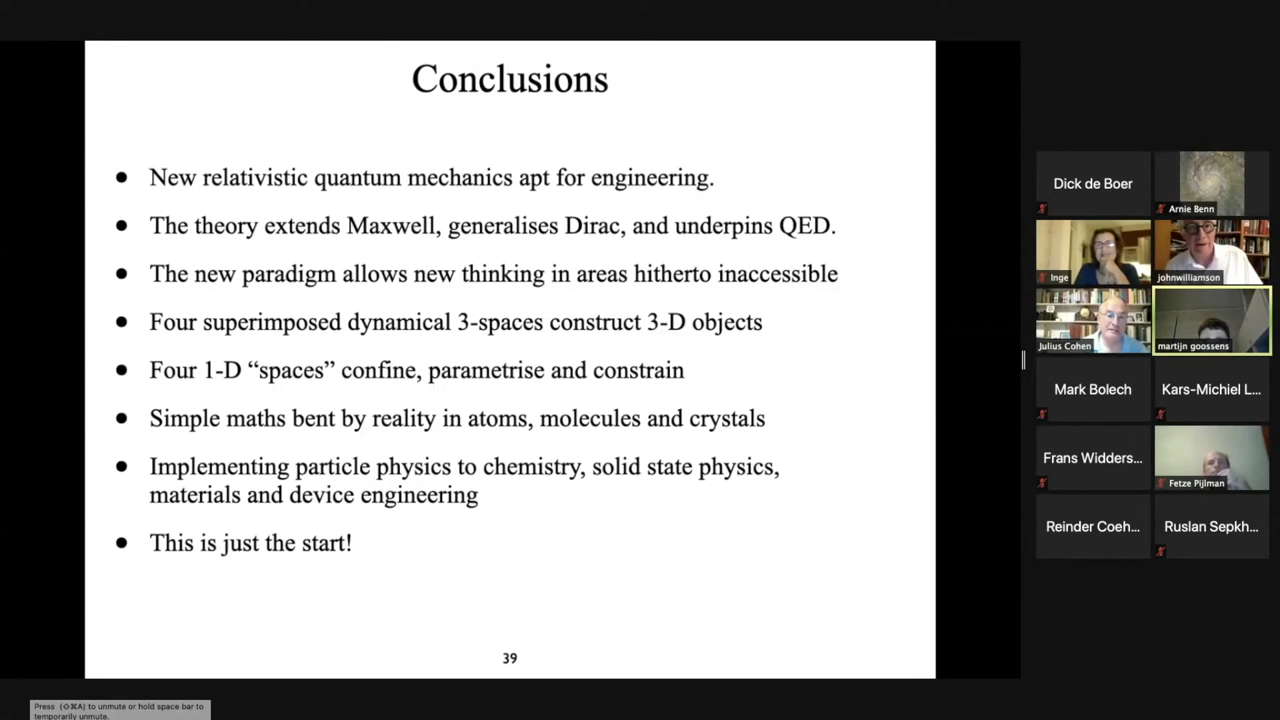 Conclusions
● New relativistic quantum mechanics apt for engineering.
● The theory extends Maxwell, generalises Dirac, and underpins QED.
● The new paradigm allows new thinking in areas hitherto inaccessible
● Four superimposed dynamical 3-spaces construct 3-D objects
● Four 1-D “spaces” confine, parametrise and constrain
● Simple maths bent by reality in atoms, molecules and crystals
● Implementing particle physics to chemistry, solid state physics,
materials and device engineering
● This is just the start!
39
Dick de Boer
Arnie Benn
Inge
johnwilliamson
Julius Cohen
martijn goossens
Mark Bolech
Kars-Michiel L...
Frans Widders...
Fetze Pijlman
Reinder Coeh...
Ruslan Sepkh...
Press (⇧⌘A) to unmute or hold space bar to
temporarily unmute.